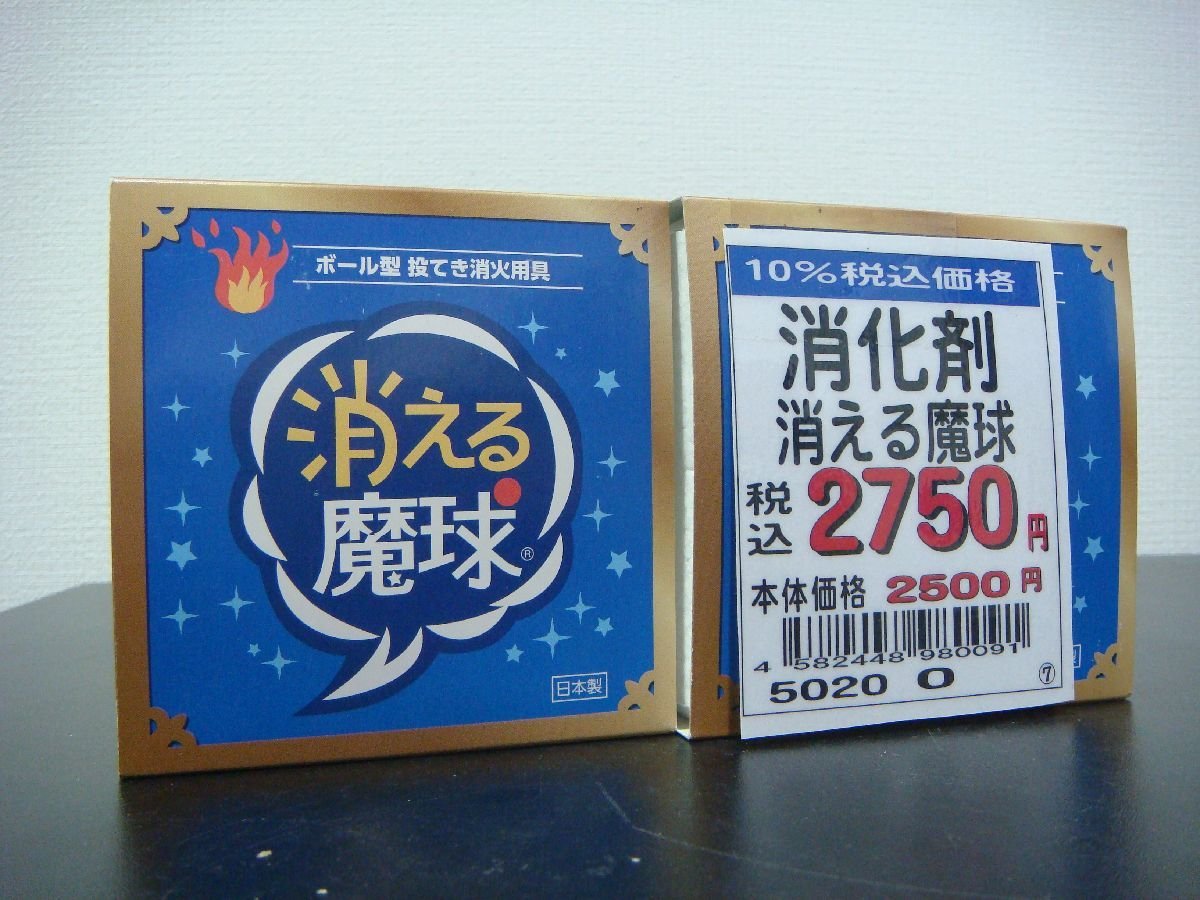 ボール型 投てき消火用具
消える
魔球®
日本製
10%税込価格
消化剤
消える魔球
税込 2750円
本体価格 2500円
4 582448 980091
5020 0
⑦